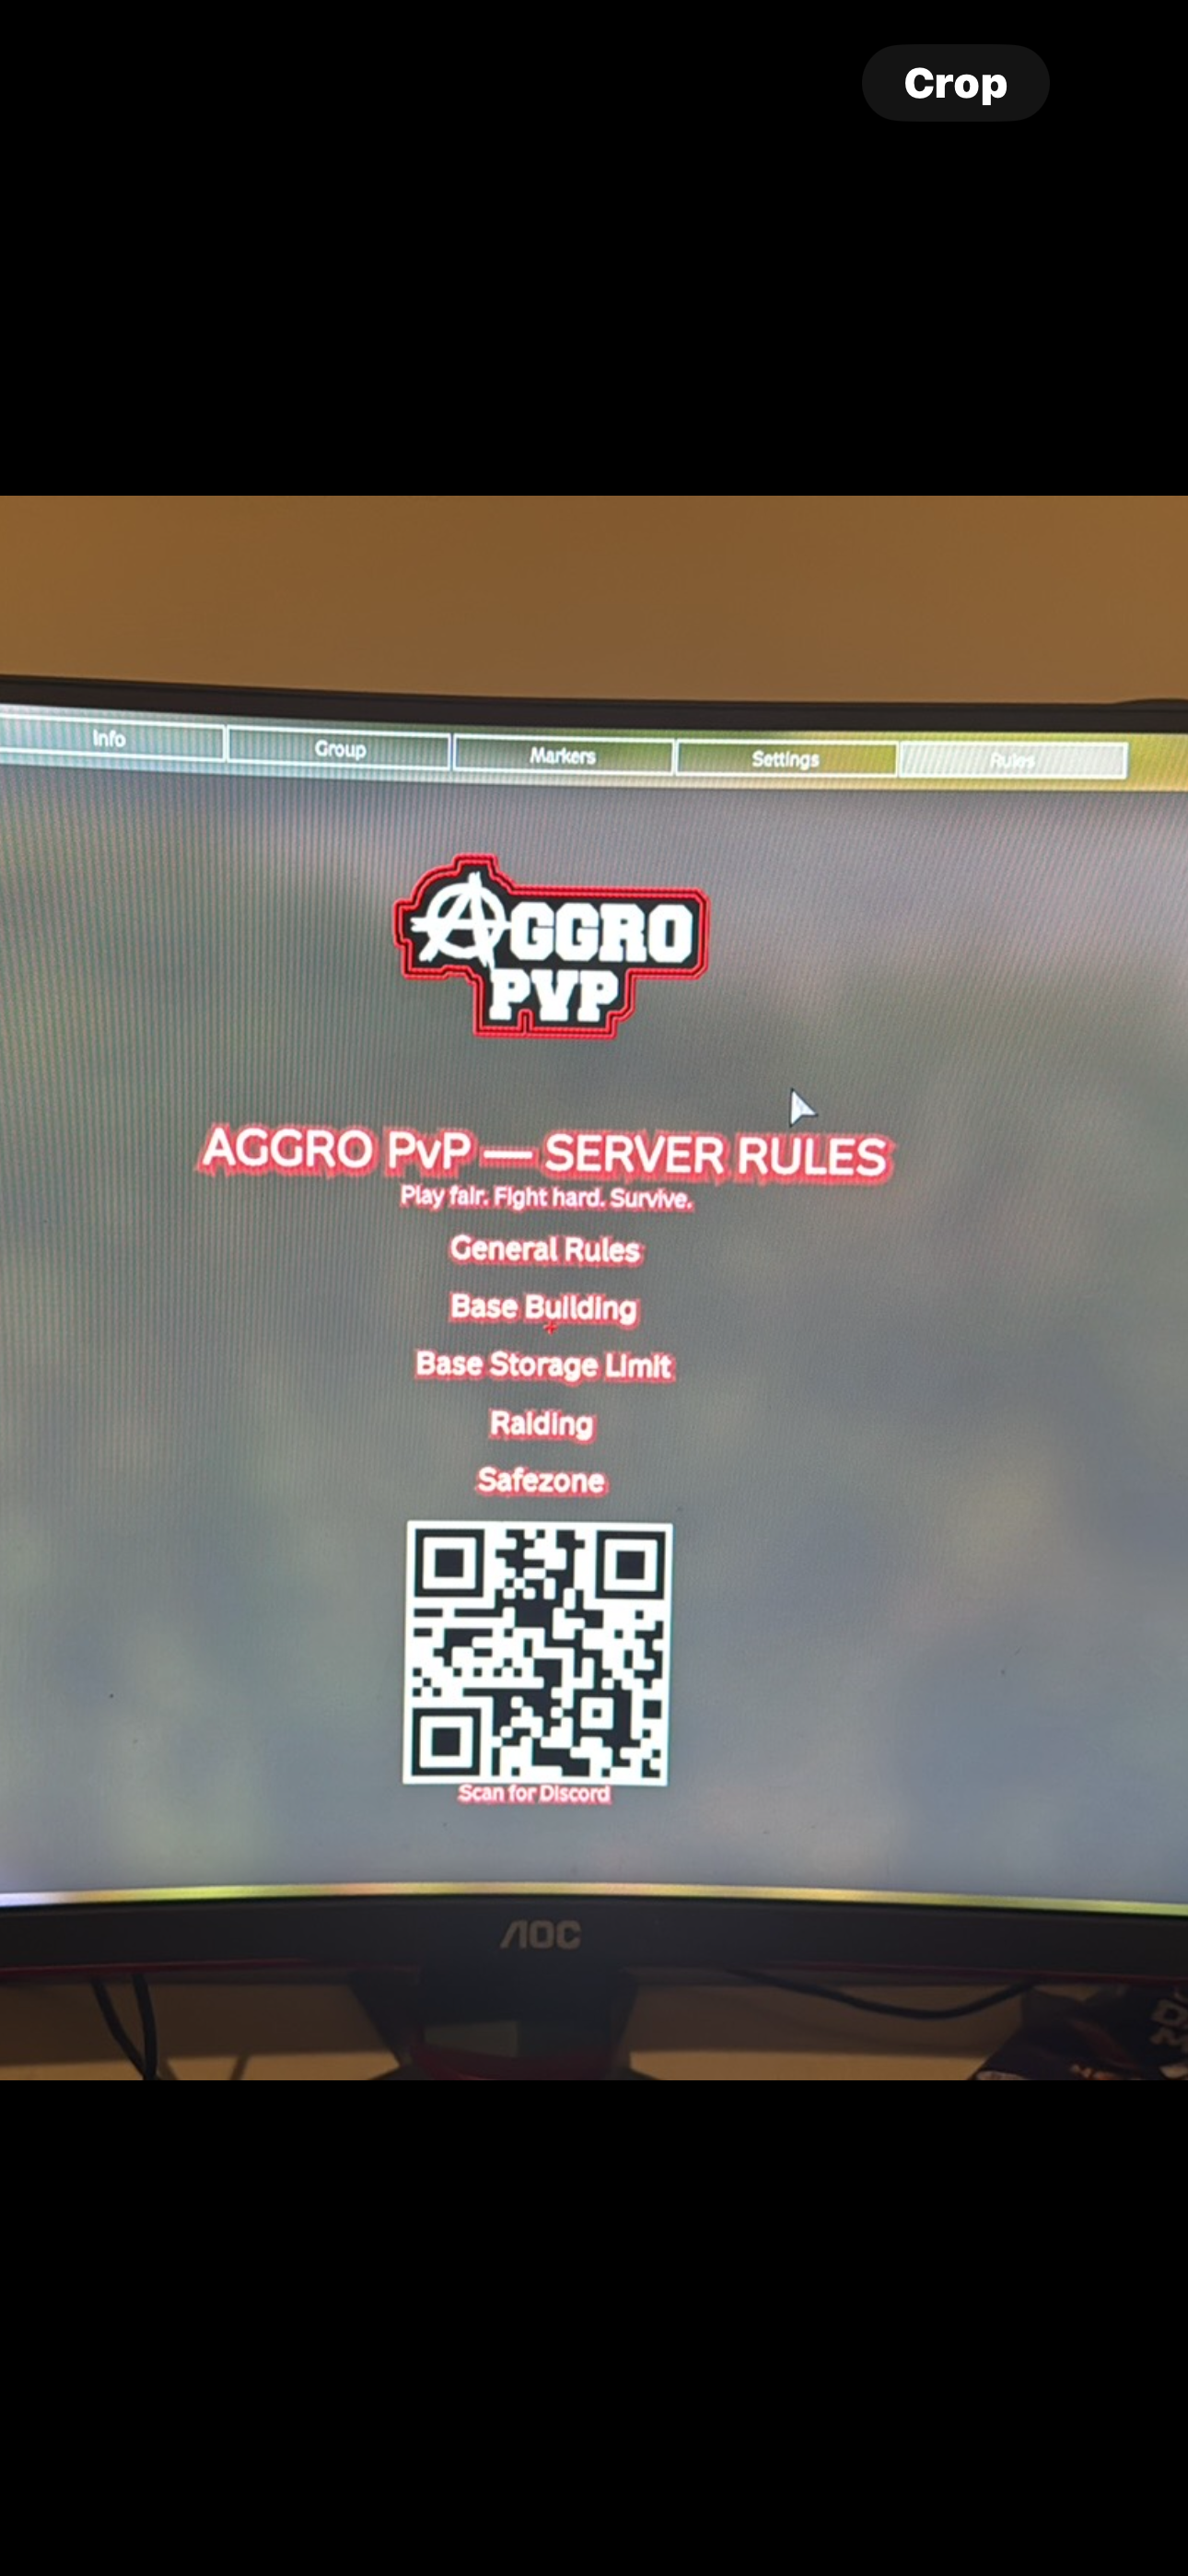 Crop
Info
Group
Markers
Settings
Rules
AGGRO
PVP
AGGRO PvP — SERVER RULES
Play fair. Fight hard. Survive.
General Rules
Base Building
Base Storage Limit
Raiding
Safezone
Scan for Discord
AOC